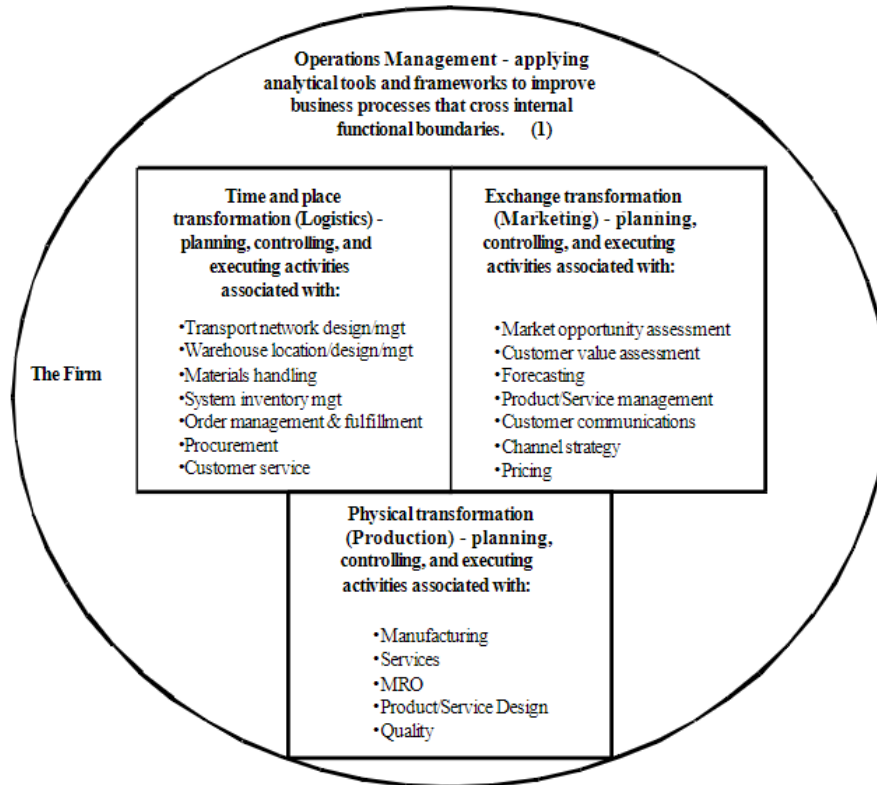 Operations Management - applying
analytical tools and frameworks to improve
business processes that cross internal
functional boundaries. (1)
Time and place
transformation (Logistics) -
planning, controlling, and
executing activities
associated with:
•Transport network design/mgt
•Warehouse location/design/mgt
•Materials handling
•System inventory mgt
•Order management & fulfillment
•Procurement
•Customer service
Exchange transformation
(Marketing) - planning,
controlling, and executing
activities associated with:
•Market opportunity assessment
•Customer value assessment
•Forecasting
•Product/Service management
•Customer communications
•Channel strategy
•Pricing
The Firm
Physical transformation
(Production) - planning,
controlling, and executing
activities associated with:
•Manufacturing
•Services
•MRO
•Product/Service Design
•Quality